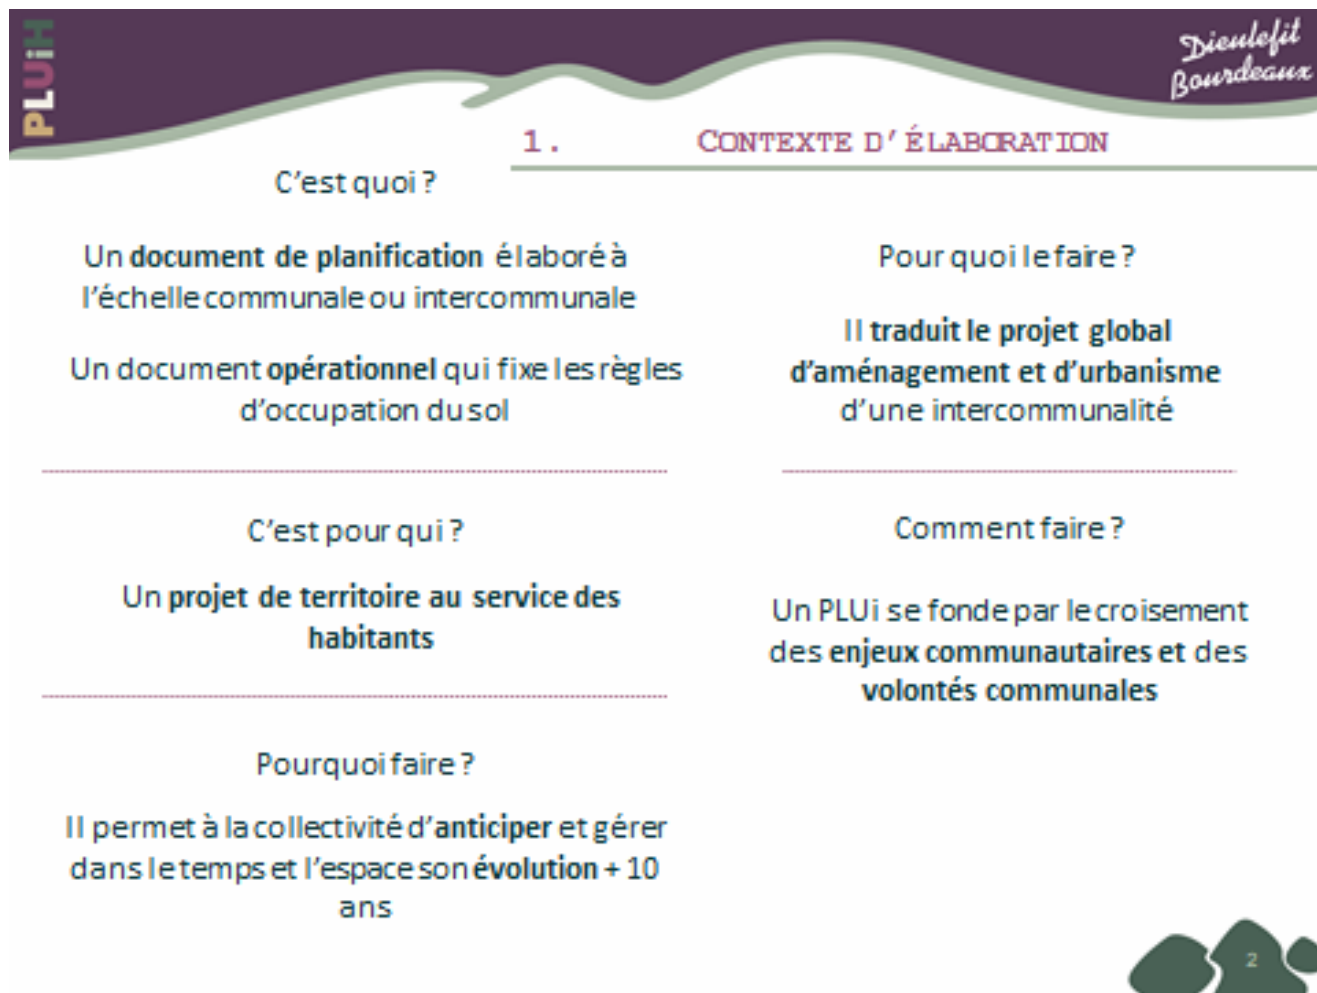 PLUiH
Dieulefit
Bourdeaux
1. CONTEXTE D'ÉLABORATION
C'est quoi ?
Un document de planification élaboré à
l'échelle communale ou intercommunale
Un document opérationnel qui fixe les règles
d'occupation du sol
C'est pour qui ?
Un projet de territoire au service des
habitants
Pourquoi faire ?
Il permet à la collectivité d'anticiper et gérer
dans le temps et l'espace son évolution + 10
ans
Pour quoi le faire ?
Il traduit le projet global
d'aménagement et d'urbanisme
d'une intercommunalité
Comment faire ?
Un PLUi se fonde par le croisement
des enjeux communautaires et des
volontés communales
2